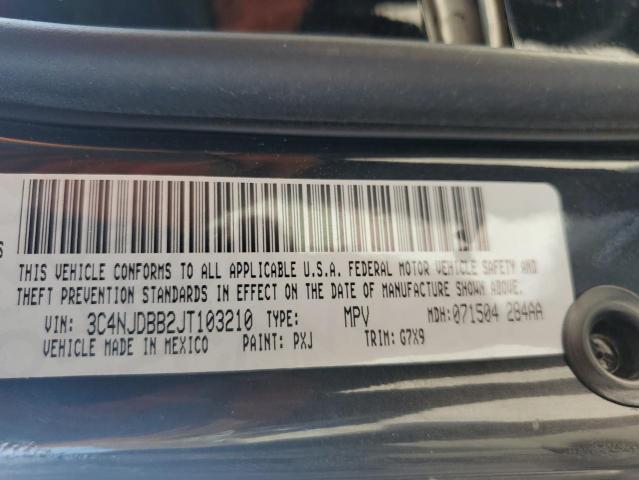 S
THIS VEHICLE CONFORMS TO ALL APPLICABLE U.S.A. FEDERAL MOTOR VEHICLE SAFETY AND
THEFT PREVENTION STANDARDS IN EFFECT ON THE DATE OF MANUFACTURE SHOWN ABOVE.
VIN: 3C4NJDBB2JT103210 TYPE: MPV MDH: 071504 284AA
VEHICLE MADE IN MEXICO PAINT: PXJ TRIM: G7X9